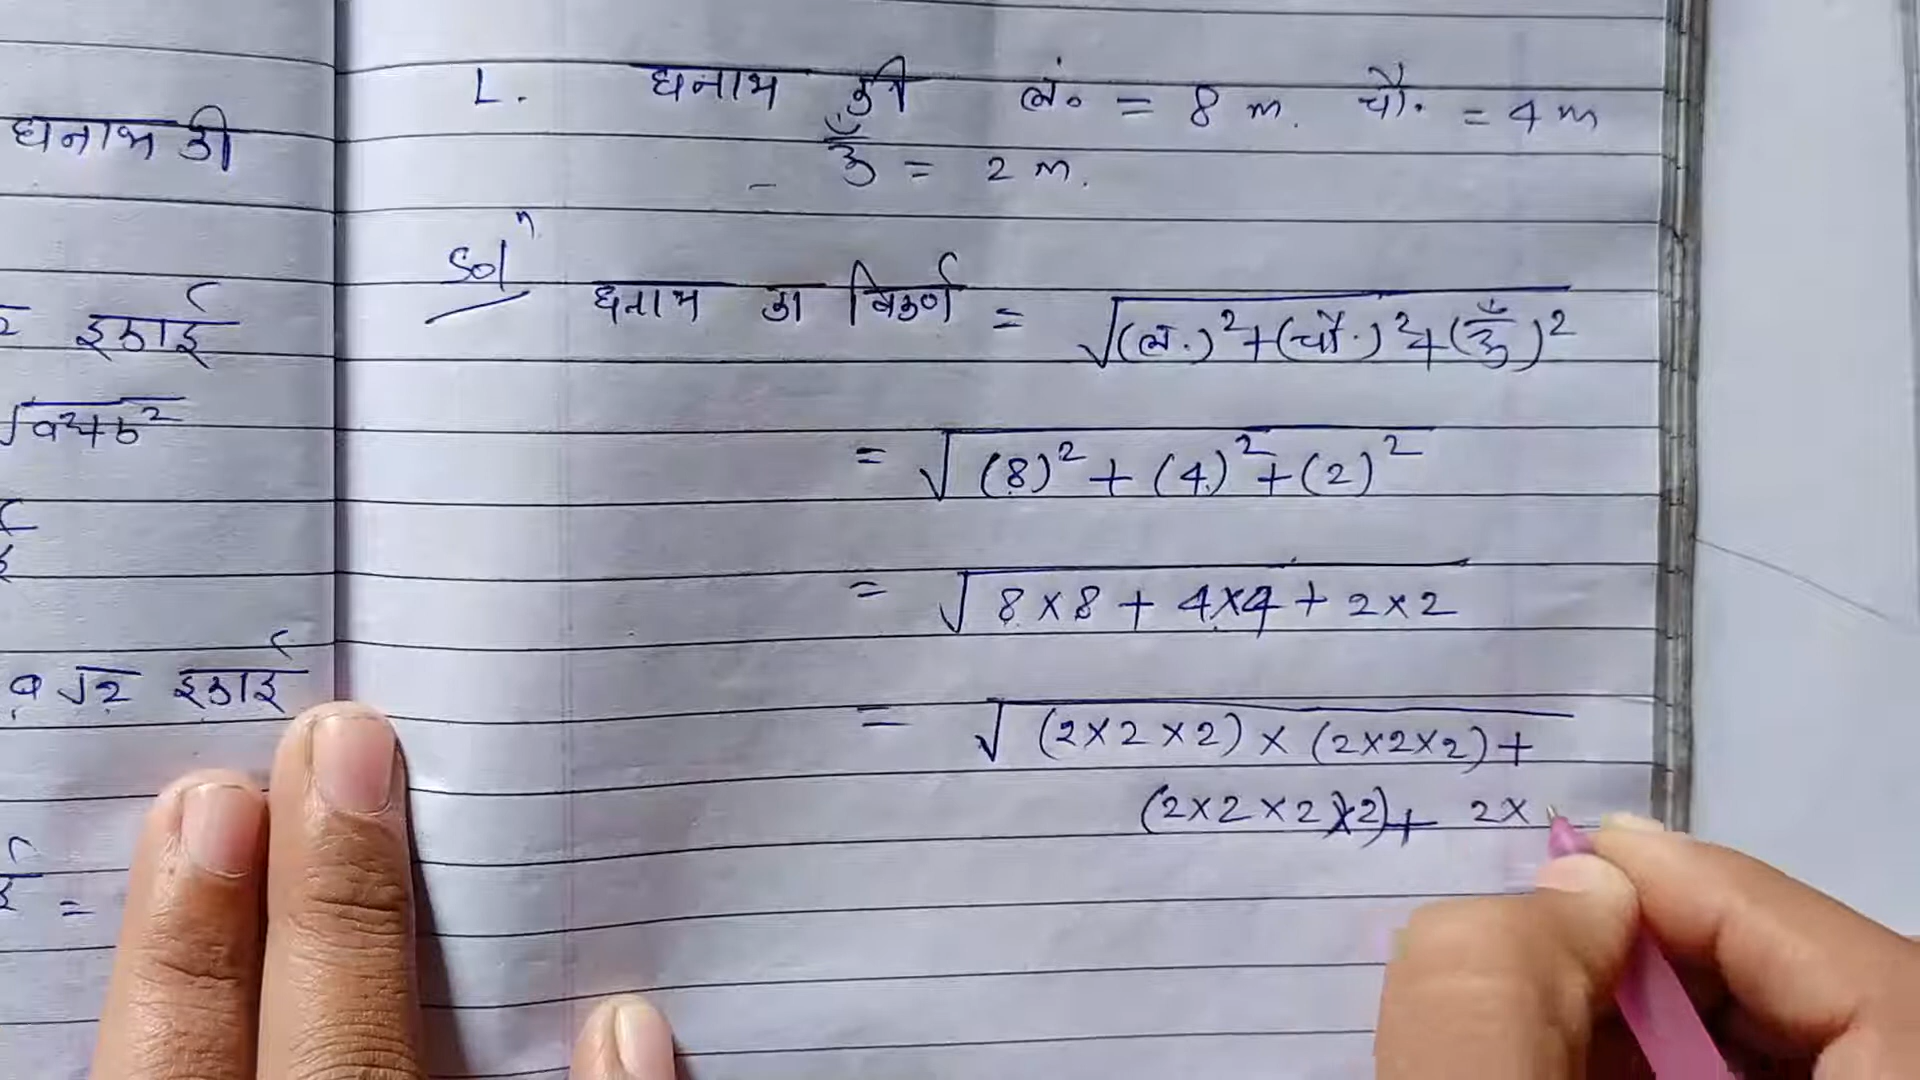 घनाभ की
2 इकाई
√a²+b²
a √2 इकाई
=
1. घनाभ की लं० = 8 m. चौ. = 4 m
ऊँ = 2 m.
Solⁿ घनाभ का विकर्ण = √(लं.)²+(चौ.)²+(ऊँ)²
= √(8)² + (4)² + (2)²
= √8×8 + 4×4 + 2×2
= √(2×2×2) × (2×2×2) +
(2×2×2×2) + 2×